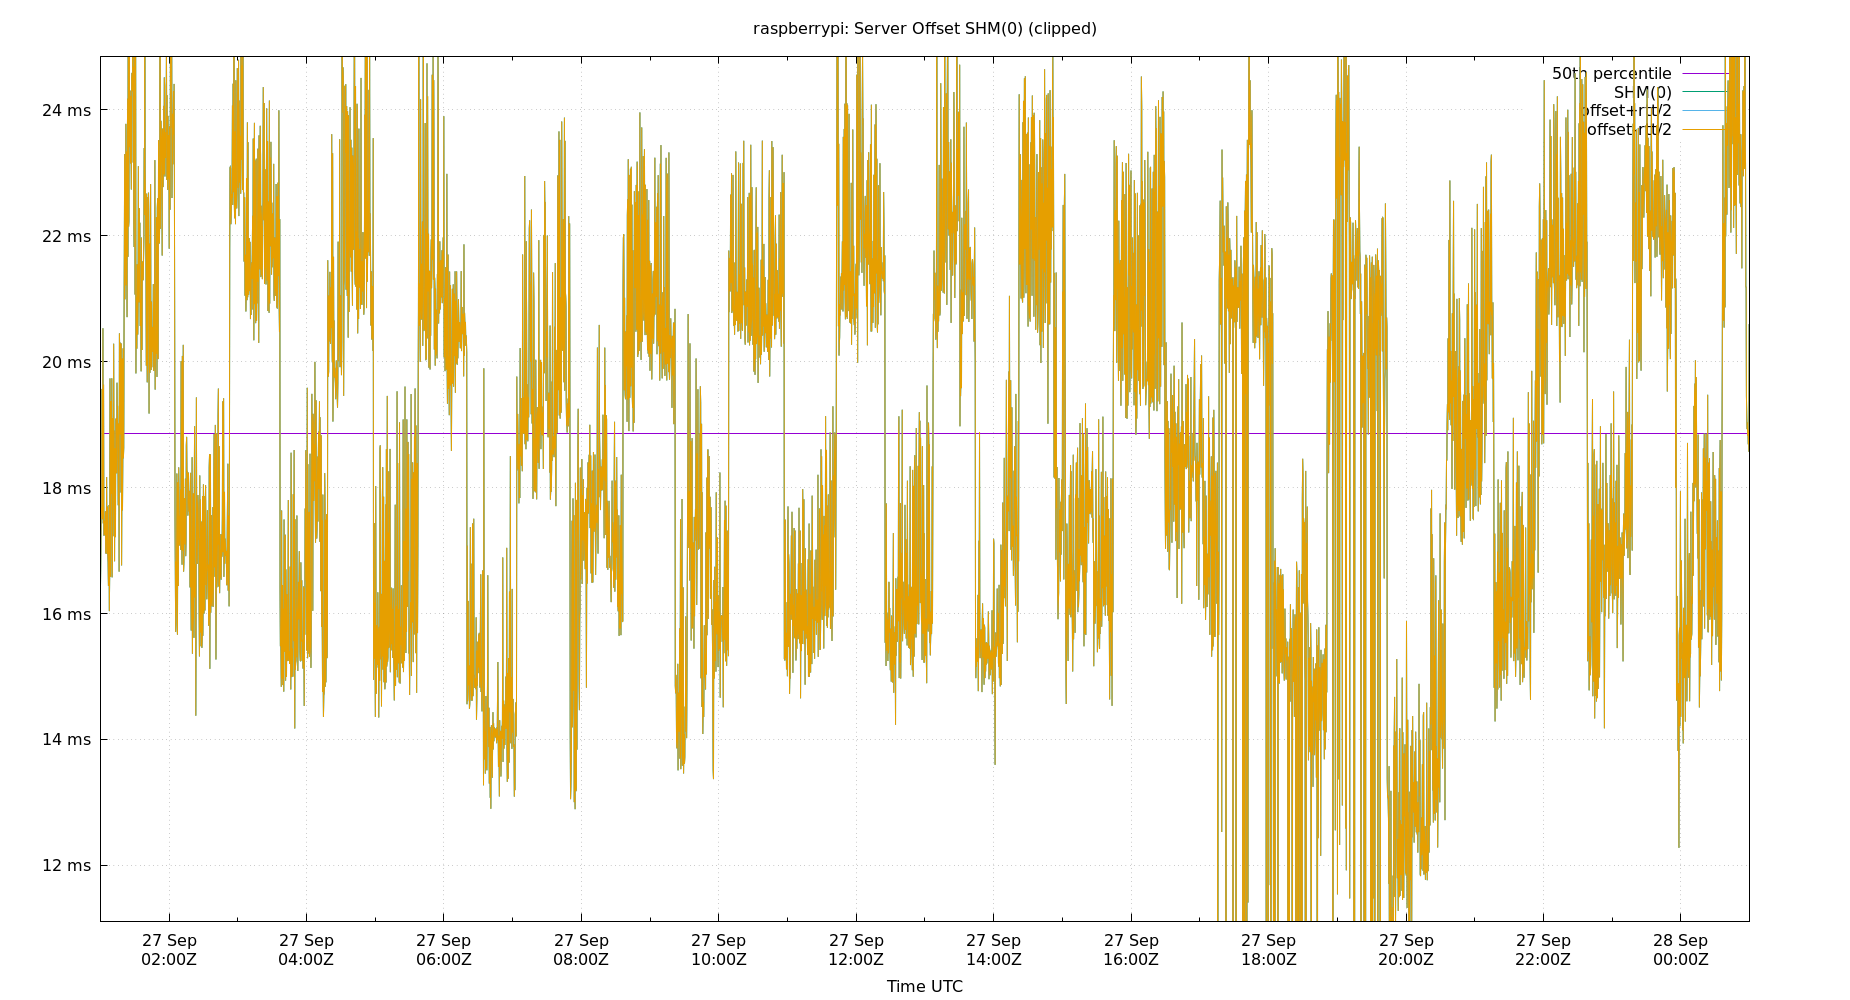 raspberrypi: Server Offset SHM(0) (clipped)
50th percentile
SHM(0)
offset+rtt/2
offset-rtt/2
24 ms
22 ms
20 ms
18 ms
16 ms
14 ms
12 ms
27 Sep 27 Sep 27 Sep 27 Sep 27 Sep 27 Sep 27 Sep 27 Sep 27 Sep 27 Sep 27 Sep 28 Sep
02:00Z 04:00Z 06:00Z 08:00Z 10:00Z 12:00Z 14:00Z 16:00Z 18:00Z 20:00Z 22:00Z 00:00Z
Time UTC